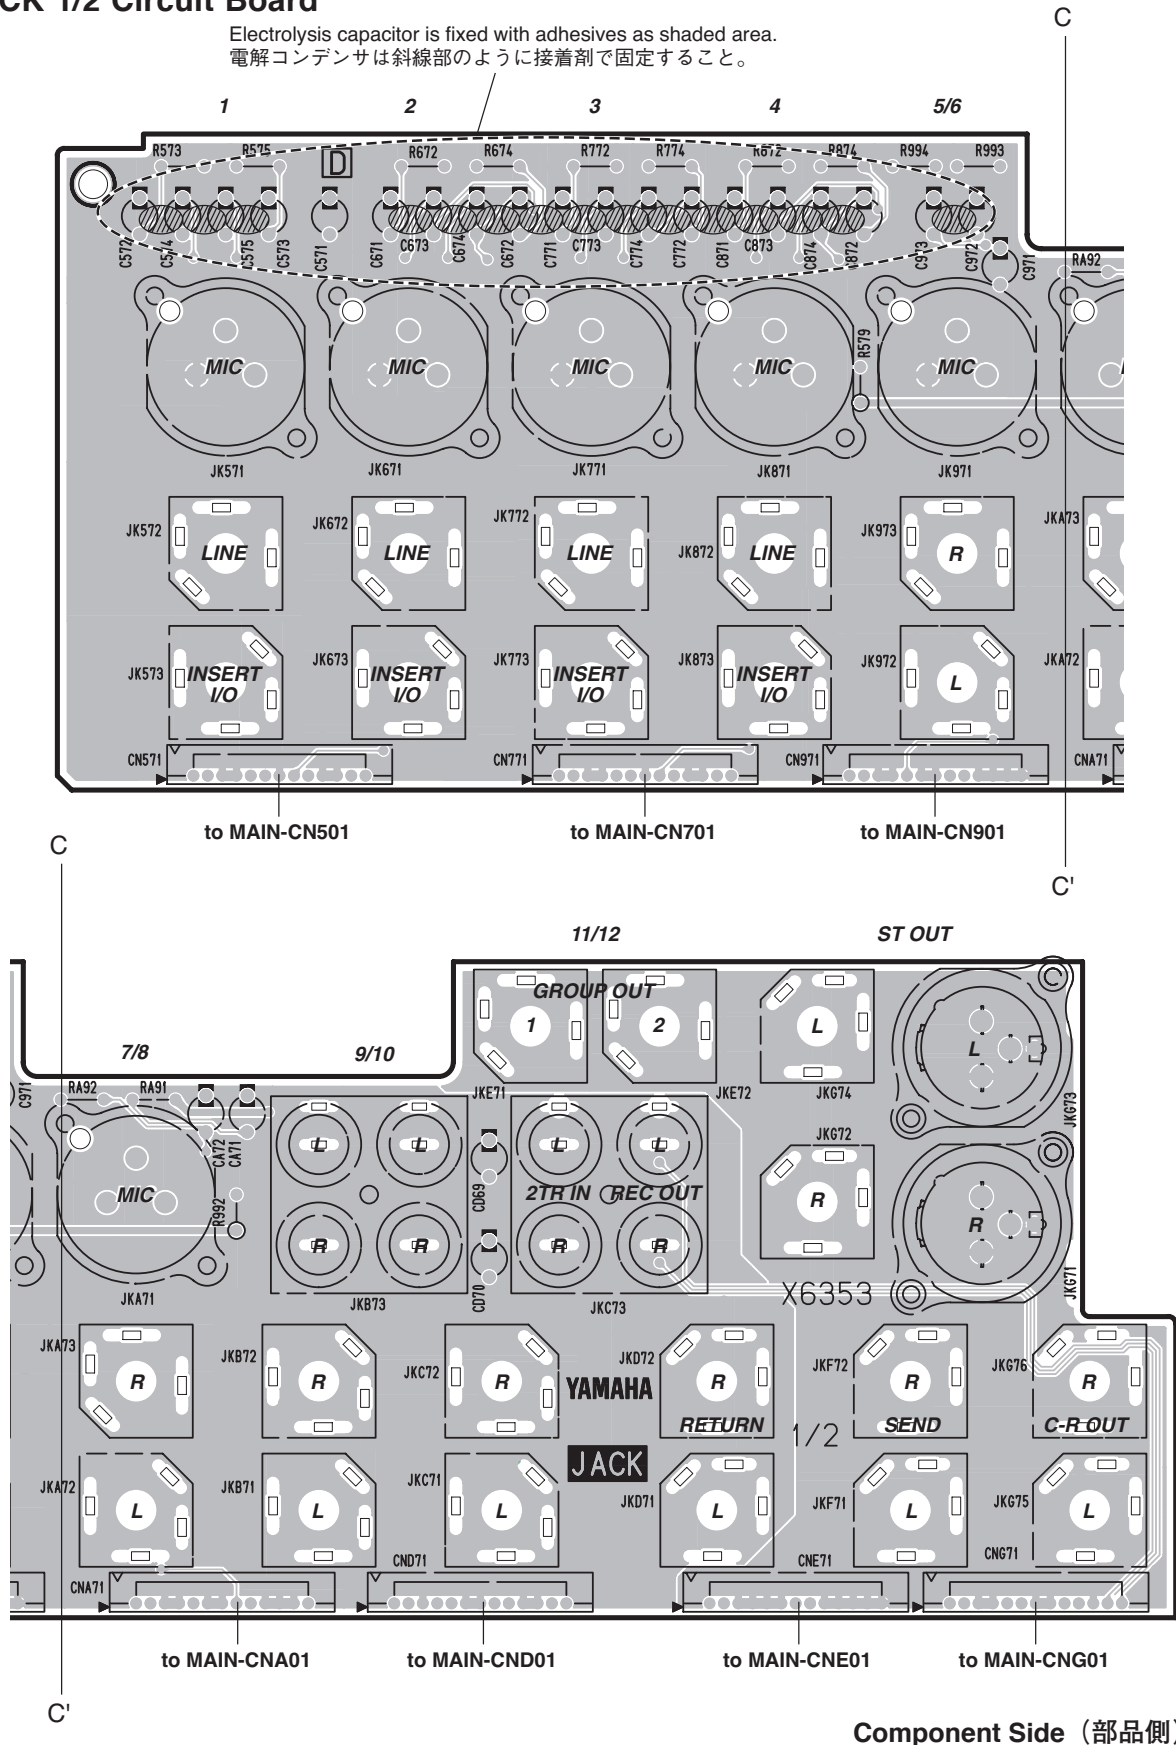 CK 1/2 Circuit Board
Electrolysis capacitor is fixed with adhesives as shaded area.
電解コンデンサは斜線部のように接着剤で固定すること。
C
1 2 3 4 5/6
R573 R575 D R672 R674 R772 R774 R672 R874 R994 R993
C572 C574 C575 C573 C571 C671 C673 C674 C672 C771 C773 C774 C772 C871 C873 C874 C872 C973 C972 C971 RA92
MIC MIC MIC MIC R579 MIC
JK571 JK671 JK771 JK871 JK971
JK572 LINE JK672 LINE JK772 LINE JK872 LINE JK973 R JKA73
JK573 INSERT I/O JK673 INSERT I/O JK773 INSERT I/O JK873 INSERT I/O JK972 L JKA72
CN571 CN771 CN971 CNA71
to MAIN-CN501 to MAIN-CN701 to MAIN-CN901
C'
C
11/12 ST OUT
GROUP OUT
1 2 L L
7/8 9/10
C971 RA92 RA91 JKE71 JKE72 JKG74 JKG73
CA72 CA71 L L L L JKG72
MIC R992 CD69 2TR IN REC OUT R R
R R R R
JKA71 JKB73 CD70 JKC73 X6353 JKG71
JKA73 R JKB72 R JKC72 R YAMAHA JKD72 R JKF72 R JKG76 R
RETURN 1/2 SEND C-R OUT
JACK
JKA72 L JKB71 L JKC71 L JKD71 L JKF71 L JKG75 L
CNA71 CND71 CNE71 CNG71
to MAIN-CNA01 to MAIN-CND01 to MAIN-CNE01 to MAIN-CNG01
C'
Component Side（部品側）